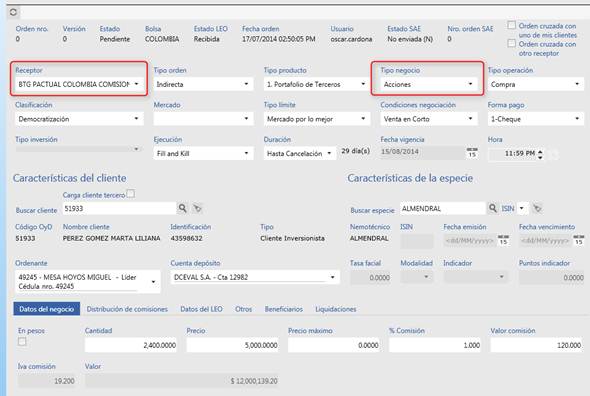 Orden nro. Versión Estado Bolsa Estado LEO Fecha orden Usuario Estado SAE Nro. orden SAE Orden cruzada con uno de mis clientes
0 0 Pendiente COLOMBIA Recibida 17/07/2014 02:50:05 PM oscar.cardona No enviada (N) 0 Orden cruzada con otro receptor
Receptor Tipo orden Tipo producto Tipo negocio Tipo operación
BTG PACTUAL COLOMBIA COMISION Indirecta 1. Portafolio de Terceros Acciones Compra
Clasificación Mercado Tipo límite Condiciones negociación Forma pago
Democratización Mercado por lo mejor Venta en Corto 1-Cheque
Tipo inversión Ejecución Duración Fecha vigencia Hora
Fill and Kill Hasta Cancelación 29 día(s) 15/08/2014 15 11:59 PM
Características del cliente Características de la especie
Carga cliente tercero
Buscar cliente 51933 Buscar especie ALMENDRAL ISIN
Código OyD Nombre cliente Identificación Tipo Nemotécnico ISIN Fecha emisión Fecha vencimiento
51933 PEREZ GOMEZ MARTA LILIANA 43598632 Cliente Inversionista ALMENDRAL <dd/MMM/yyyy> 15 <dd/MMM/yyyy> 15
Ordenante Cuenta depósito Tasa facial Modalidad Indicador Puntos indicador
49245 - MESA HOYOS MIGUEL - Líder DCEVAL S.A. - Cta 12982 0.0000 0.0000
Cédula nro. 49245
Datos del negocio Distribución de comisiones Datos del LEO Otros Beneficiarios Liquidaciones
En pesos Cantidad Precio Precio máximo % Comisión Valor comisión
2,400.0000 5,000.0000 0.0000 1.000 120.000
Iva comisión Valor
19.200 $ 12,000,139.20